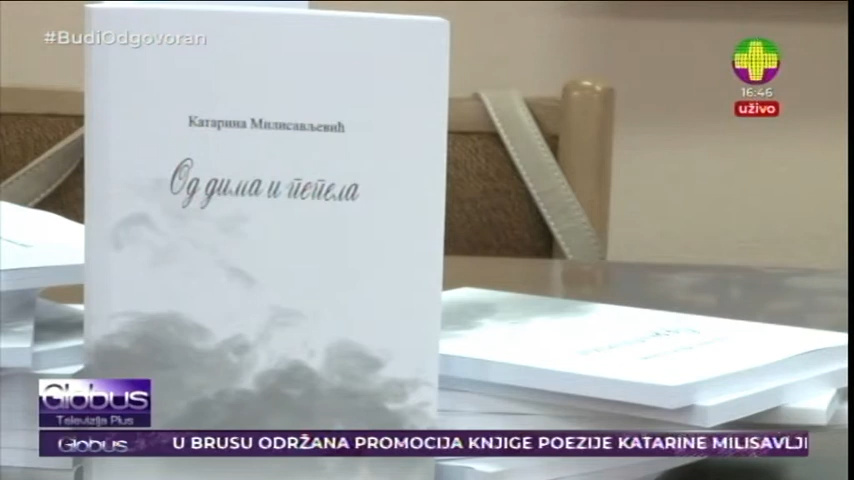 #BudiOdgovoran
16:46
uživo
Катарина Милисављевић
Од дима и пепела
Globus
Televizija Plus
Globus
U BRUSU ODRŽANA PROMOCIJA KNJIGE POEZIJE KATARINE MILISAVLJI